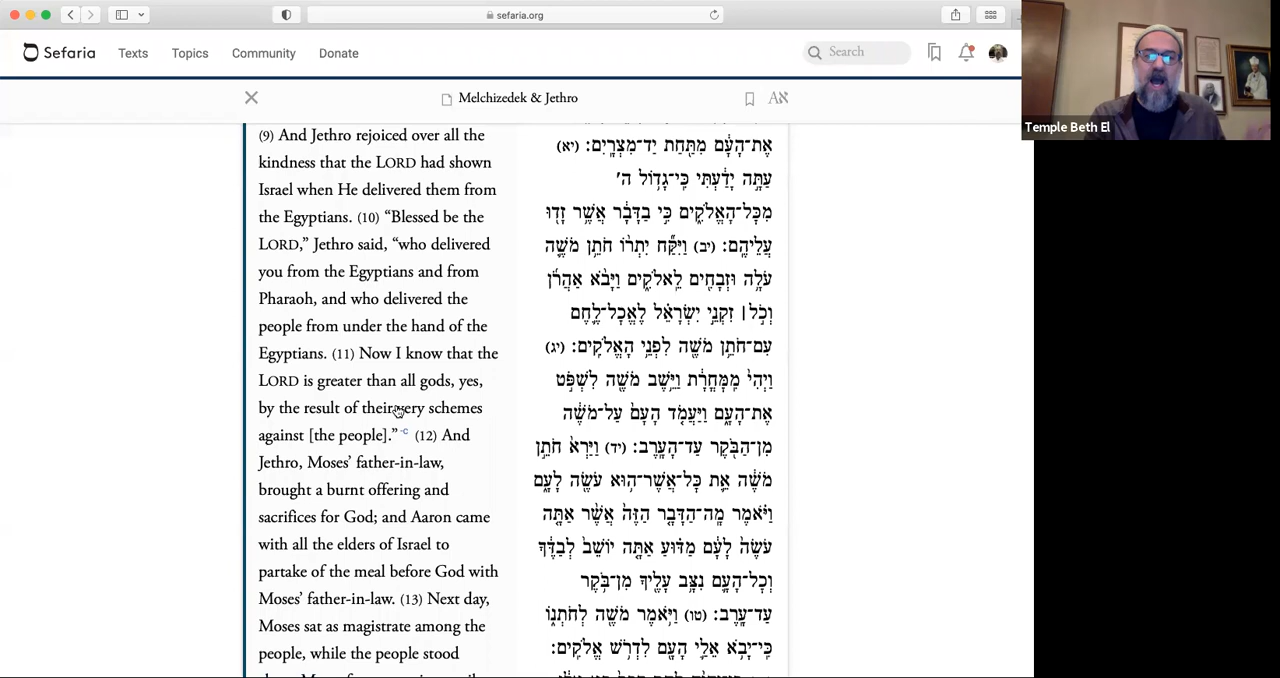 sefaria.org
Sefaria
Texts
Topics
Community
Donate
Search
Melchizedek & Jethro
Temple Beth El
(9) And Jethro rejoiced over all the
kindness that the LORD had shown
Israel when He delivered them from
the Egyptians. (10) “Blessed be the
LORD,” Jethro said, “who delivered
you from the Egyptians and from
Pharaoh, and who delivered the
people from under the hand of the
Egyptians. (11) Now I know that the
LORD is greater than all gods, yes,
by the result of their very schemes
against [the people].” -c (12) And
Jethro, Moses’ father-in-law,
brought a burnt offering and
sacrifices for God; and Aaron came
with all the elders of Israel to
partake of the meal before God with
Moses’ father-in-law. (13) Next day,
Moses sat as magistrate among the
people, while the people stood
אֶת־הָעָ֔ם מִתַּ֖חַת יַד־מִצְרָֽיִם׃ (יא)
עַתָּ֣ה יָדַ֔עְתִּי כִּֽי־גָד֥וֹל ה'
מִכׇּל־הָאֱלֹקִ֑ים כִּ֣י בַדָּבָ֔ר אֲשֶׁ֥ר זָד֖וּ
עֲלֵיהֶֽם׃ (יב) וַיִּקַּ֞ח יִתְר֨וֹ חֹתֵ֥ן מֹשֶׁ֛ה
עֹלָ֥ה וּזְבָחִ֖ים לֵֽאלֹקִ֑ים וַיָּבֹ֨א אַהֲרֹ֜ן
וְכֹ֣ל ׀ זִקְנֵ֣י יִשְׂרָאֵ֗ל לֶאֱכׇל־לֶ֛חֶם
עִם־חֹתֵ֥ן מֹשֶׁ֖ה לִפְנֵ֥י הָאֱלֹקִֽים׃ (יג)
וַיְהִי֙ מִֽמׇּחֳרָ֔ת וַיֵּ֥שֶׁב מֹשֶׁ֖ה לִשְׁפֹּ֣ט
אֶת־הָעָ֑ם וַיַּעֲמֹ֤ד הָעָם֙ עַל־מֹשֶׁ֔ה
מִן־הַבֹּ֖קֶר עַד־הָעָֽרֶב׃ (יד) וַיַּרְא֙ חֹתֵ֣ן
מֹשֶׁ֔ה אֵ֛ת כׇּל־אֲשֶׁר־ה֥וּא עֹשֶׂ֖ה לָעָ֑ם
וַיֹּ֗אמֶר מָֽה־הַדָּבָ֤ר הַזֶּה֙ אֲשֶׁ֨ר אַתָּ֤ה
עֹשֶׂה֙ לָעָ֔ם מַדּ֗וּעַ אַתָּ֤ה יוֹשֵׁב֙ לְבַדֶּ֔ךָ
וְכׇל־הָעָ֛ם נִצָּ֥ב עָלֶ֖יךָ מִן־בֹּ֥קֶר
עַד־עָֽרֶב׃ (טו) וַיֹּ֥אמֶר מֹשֶׁ֖ה לְחֹתְנ֑וֹ
כִּֽי־יָבֹ֥א אֵלַ֛י הָעָ֖ם לִדְרֹ֥שׁ אֱלֹקִֽים׃